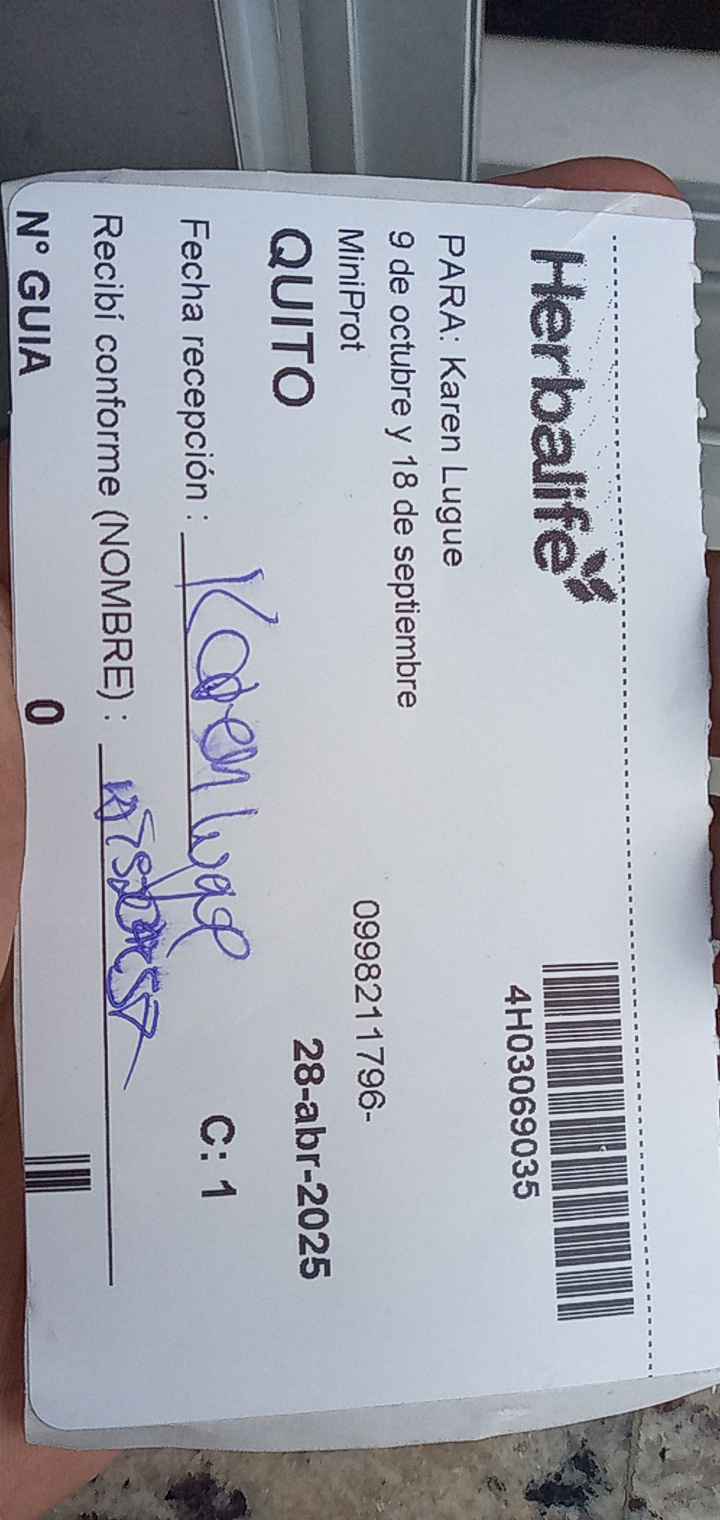 Herbalife
4H03069035
PARA: Karen Lugue
9 de octubre y 18 de septiembre
MiniProt
0998211796-
QUITO
28-abr-2025
Fecha recepción : Karen Lugue
C: 1
Recibí conforme (NOMBRE) :
N° GUIA 0